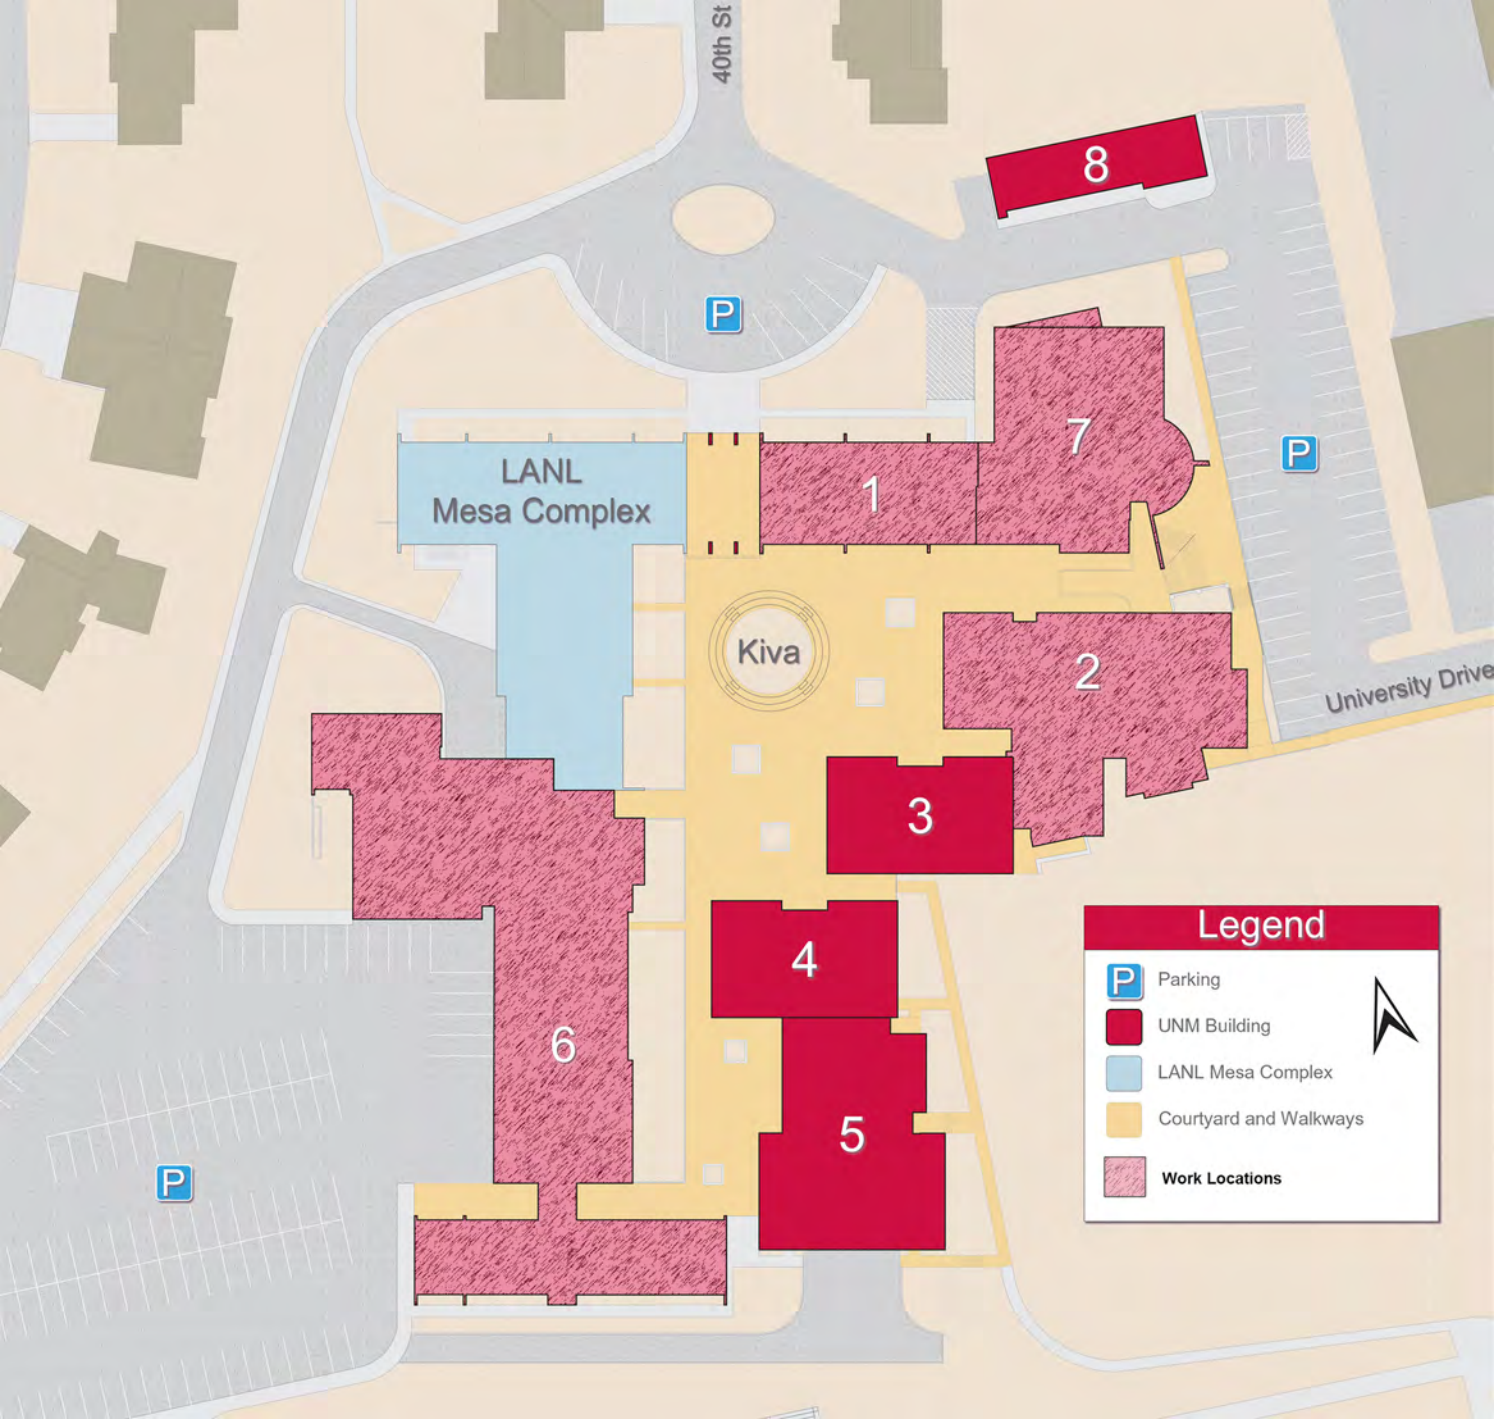 40th St
8
P
7
P
LANL
Mesa Complex
1
Kiva
2
University Drive
3
4
Legend
P Parking
UNM Building
LANL Mesa Complex
Courtyard and Walkways
Work Locations
6
5
P